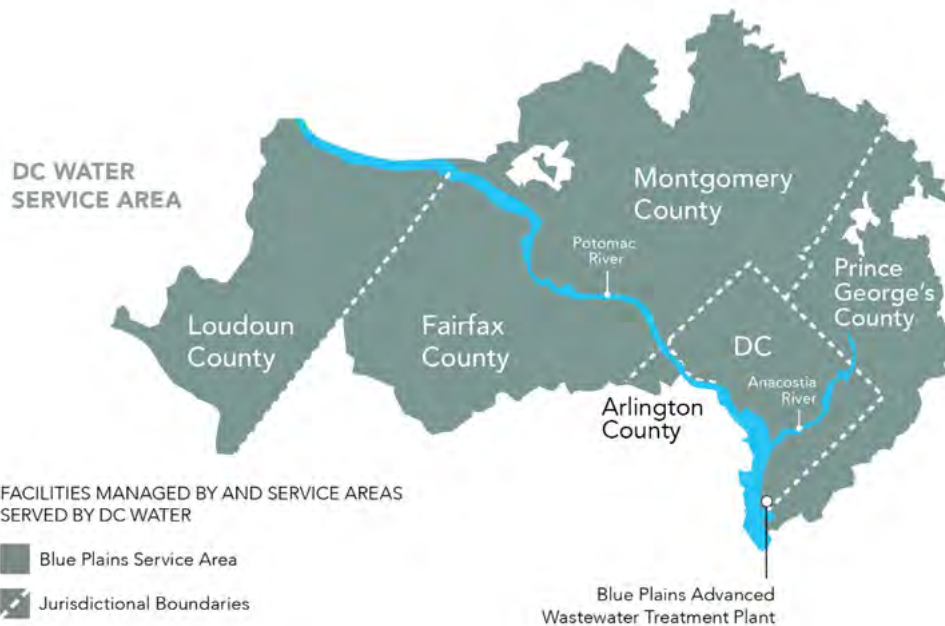 DC WATER
SERVICE AREA
Montgomery
County
Potomac
River
Prince
George's
County
Loudoun
County
Fairfax
County
DC
Anacostia
River
Arlington
County
FACILITIES MANAGED BY AND SERVICE AREAS
SERVED BY DC WATER
Blue Plains Service Area
Jurisdictional Boundaries
Blue Plains Advanced
Wastewater Treatment Plant